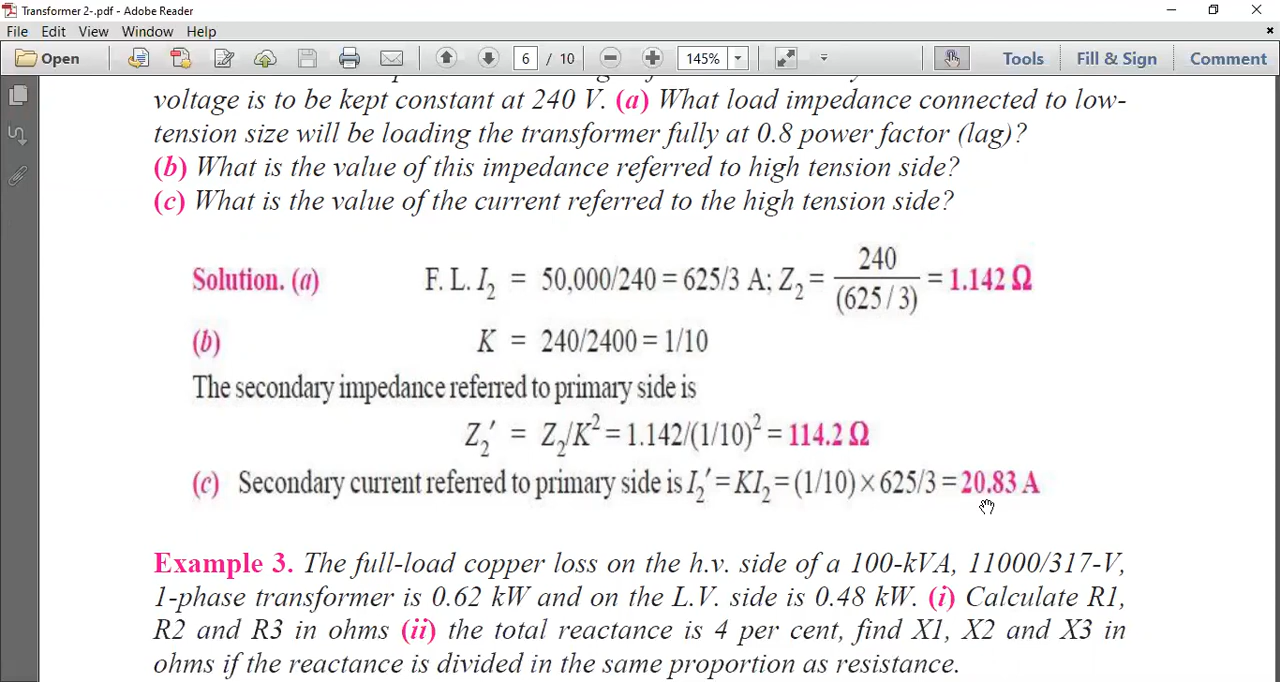 Transformer 2-.pdf - Adobe Reader
File Edit View Window Help
Open 6 / 10 145% Tools Fill & Sign Comment
voltage is to be kept constant at 240 V. (a) What load impedance connected to low-
tension size will be loading the transformer fully at 0.8 power factor (lag)?
(b) What is the value of this impedance referred to high tension side?
(c) What is the value of the current referred to the high tension side?
Solution. (a) F. L. I₂ = 50,000/240 = 625/3 A; Z₂ = 240/(625 / 3) = 1.142 Ω
(b) K = 240/2400 = 1/10
The secondary impedance referred to primary side is
Z₂′ = Z₂/K² = 1.142/(1/10)² = 114.2 Ω
(c) Secondary current referred to primary side is I₂′ = KI₂ = (1/10) × 625/3 = 20.83 A
Example 3. The full-load copper loss on the h.v. side of a 100-kVA, 11000/317-V,
1-phase transformer is 0.62 kW and on the L.V. side is 0.48 kW. (i) Calculate R1,
R2 and R3 in ohms (ii) the total reactance is 4 per cent, find X1, X2 and X3 in
ohms if the reactance is divided in the same proportion as resistance.